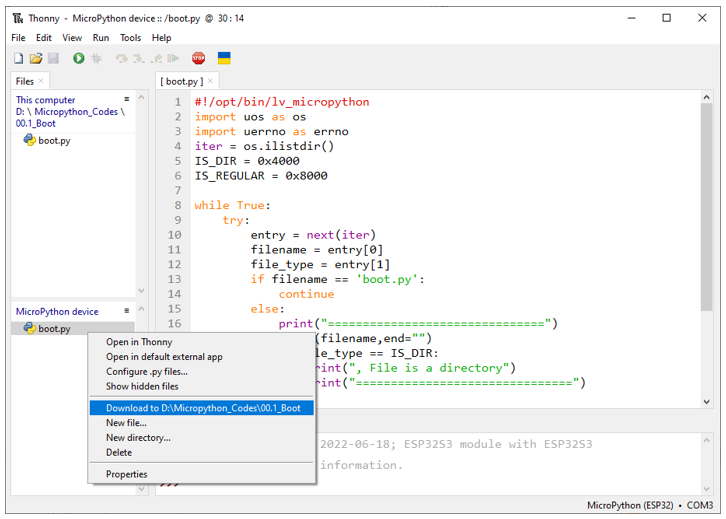 Thonny - MicroPython device :: /boot.py @ 30 : 14
File Edit View Run Tools Help
STOP
Files
[ boot.py ]
This computer
D: \ Micropython_Codes \
00.1_Boot
boot.py
MicroPython device
boot.py
1 #!/opt/bin/lv_micropython
2 import uos as os
3 import uerrno as errno
4 iter = os.ilistdir()
5 IS_DIR = 0x4000
6 IS_REGULAR = 0x8000
7
8 while True:
9 try:
10 entry = next(iter)
11 filename = entry[0]
12 file_type = entry[1]
13 if filename == 'boot.py':
14 continue
15 else:
16 print("===============================")
(filename,end="")
le_type == IS_DIR:
rint(", File is a directory")
rint("===============================")
Open in Thonny
Open in default external app
Configure .py files...
Show hidden files
Download to D:\Micropython_Codes\00.1_Boot
New file...
New directory...
Delete
Properties
2022-06-18; ESP32S3 module with ESP32S3
information.
>>>
MicroPython (ESP32) • COM3